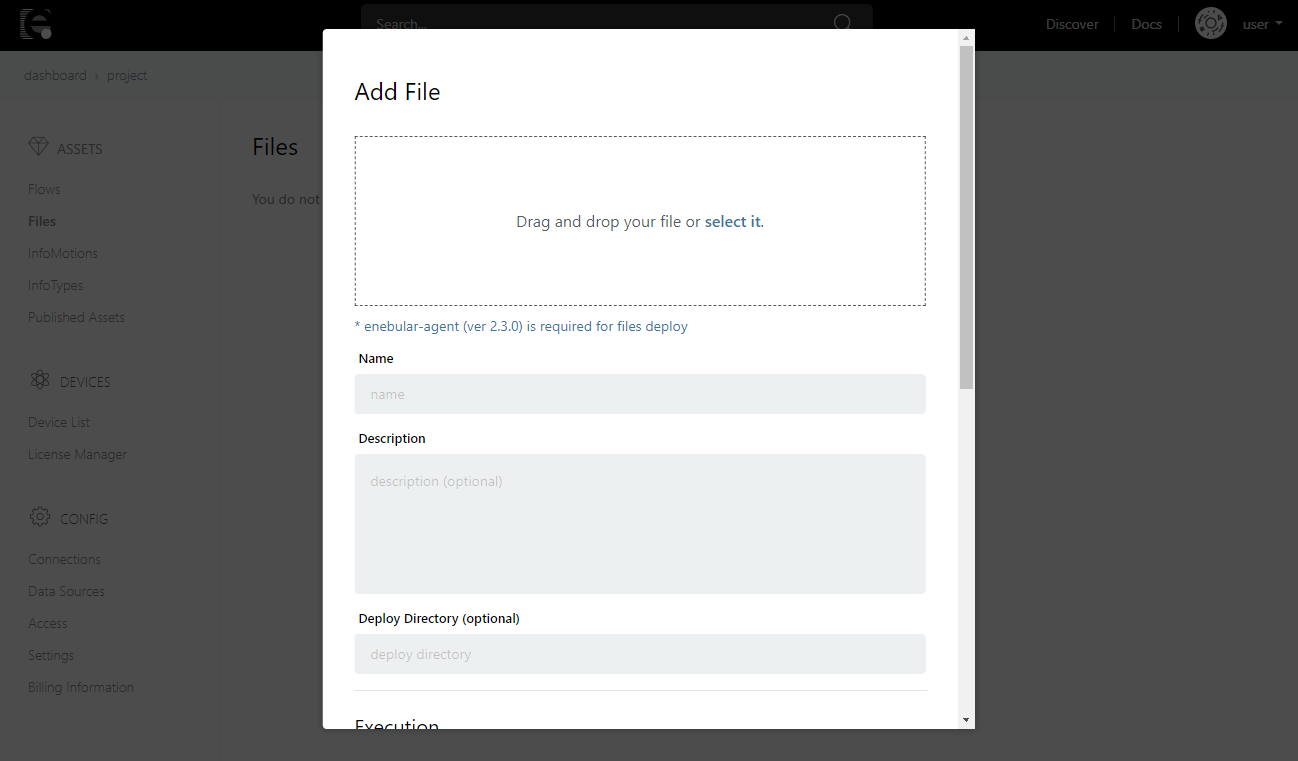 Search...
Discover
Docs
user
dashboard › project
ASSETS
Flows
Files
InfoMotions
InfoTypes
Published Assets
DEVICES
Device List
License Manager
CONFIG
Connections
Data Sources
Access
Settings
Billing Information
Files
You do not
Add File
Drag and drop your file or select it.
* enebular-agent (ver 2.3.0) is required for files deploy
Name
name
Description
description (optional)
Deploy Directory (optional)
deploy directory
Execution